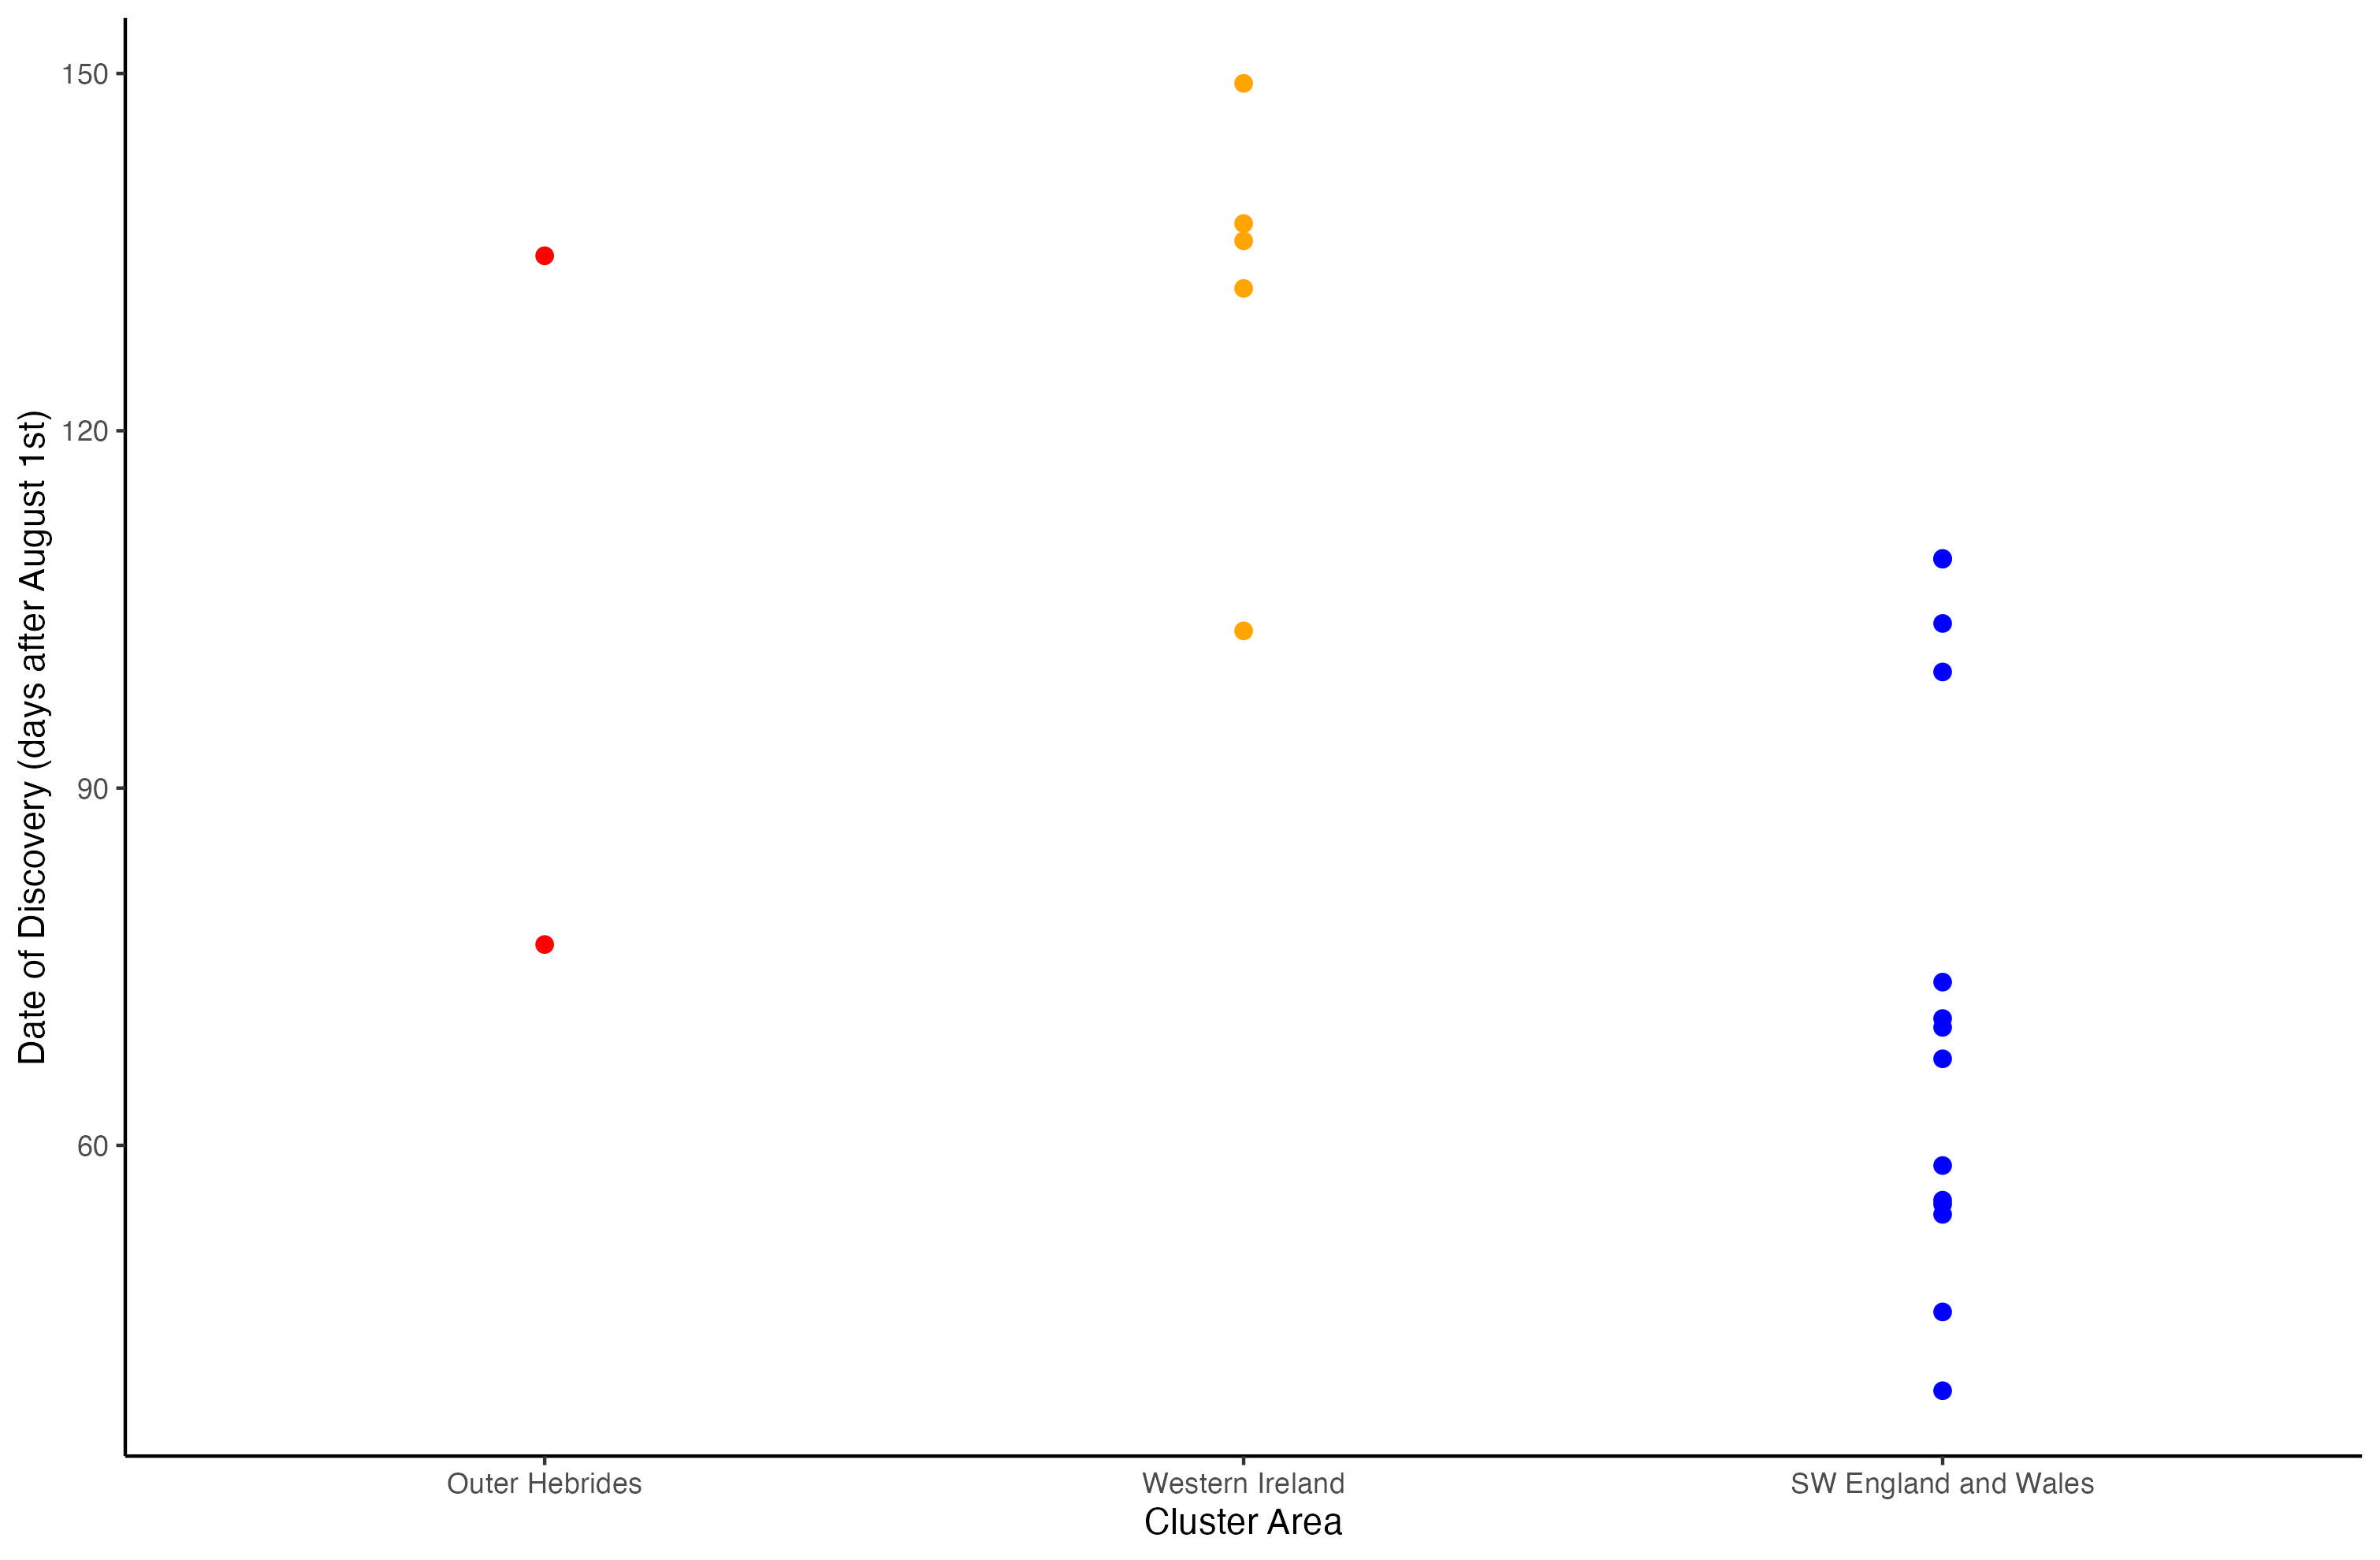 Date of Discovery (days after August 1st)
150
120
90
60
Outer Hebrides
Western Ireland
SW England and Wales
Cluster Area